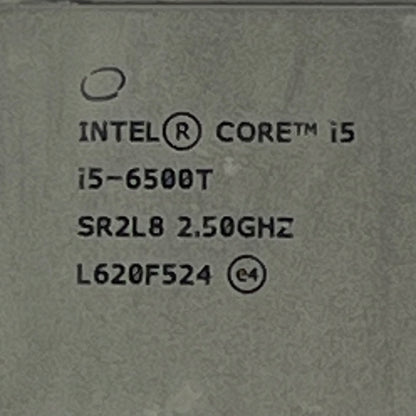 INTEL® CORE™ i5
i5-6500T
SR2L8 2.50GHZ
L620F524 e4